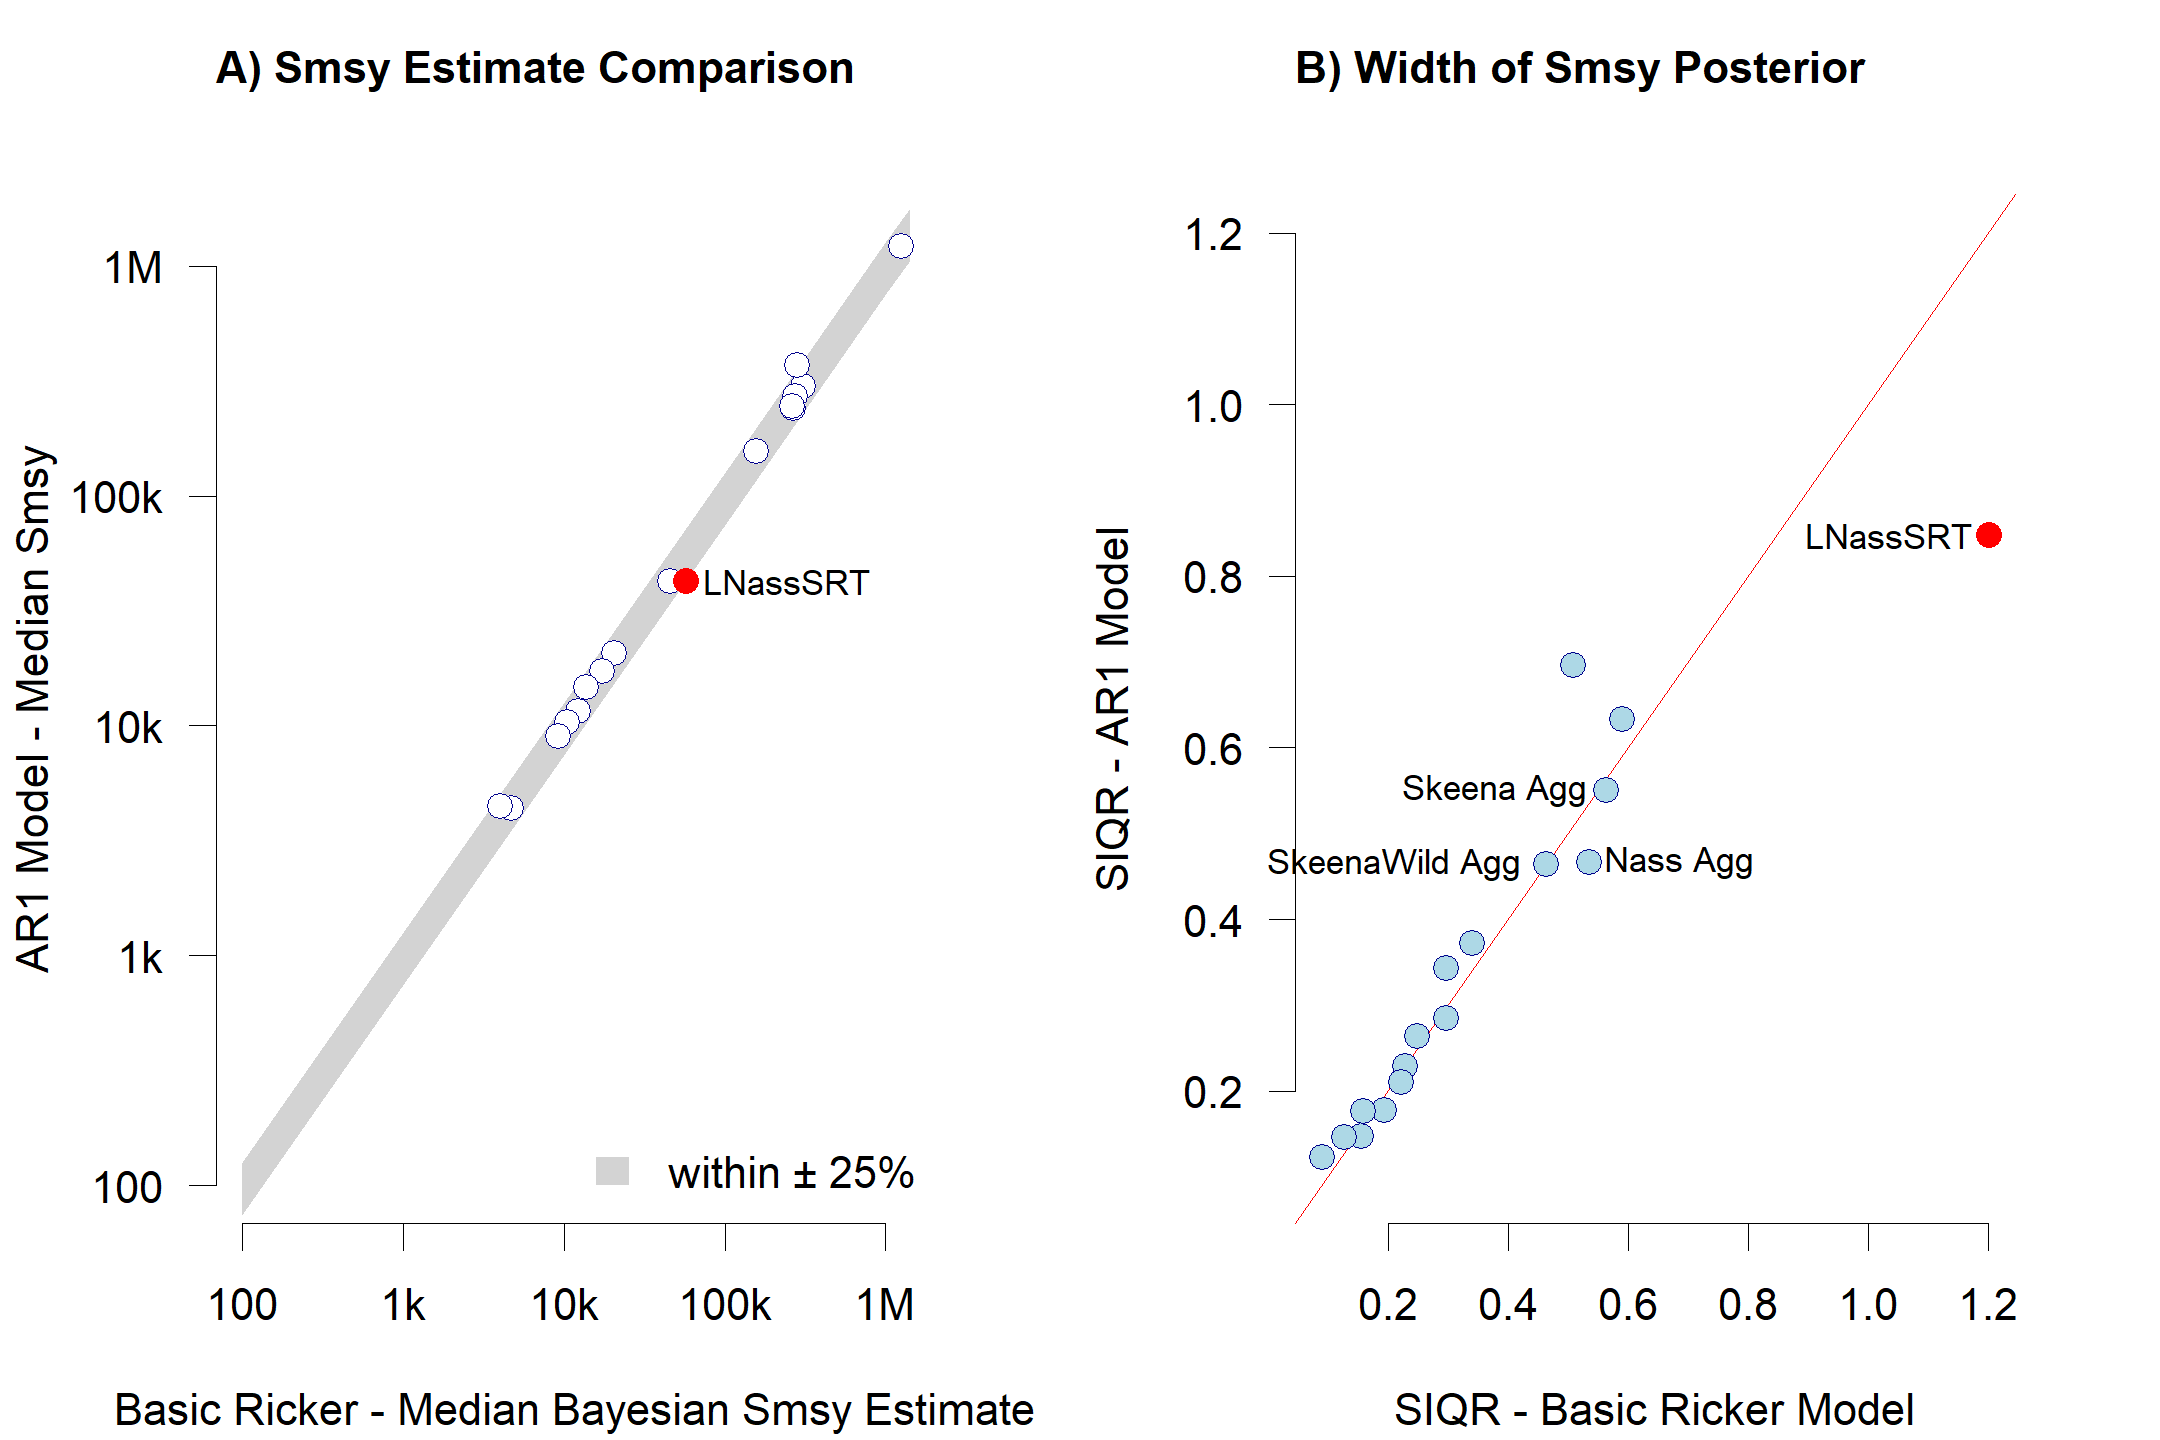 A) Smsy Estimate Comparison
AR1 Model - Median Smsy
1M
100k
10k
1k
100
LNassSRT
within ± 25%
100 1k 10k 100k 1M
Basic Ricker - Median Bayesian Smsy Estimate
B) Width of Smsy Posterior
SIQR - AR1 Model
1.2
1.0
0.8
0.6
0.4
0.2
LNassSRT
Skeena Agg
SkeenaWild Agg
Nass Agg
0.2 0.4 0.6 0.8 1.0 1.2
SIQR - Basic Ricker Model